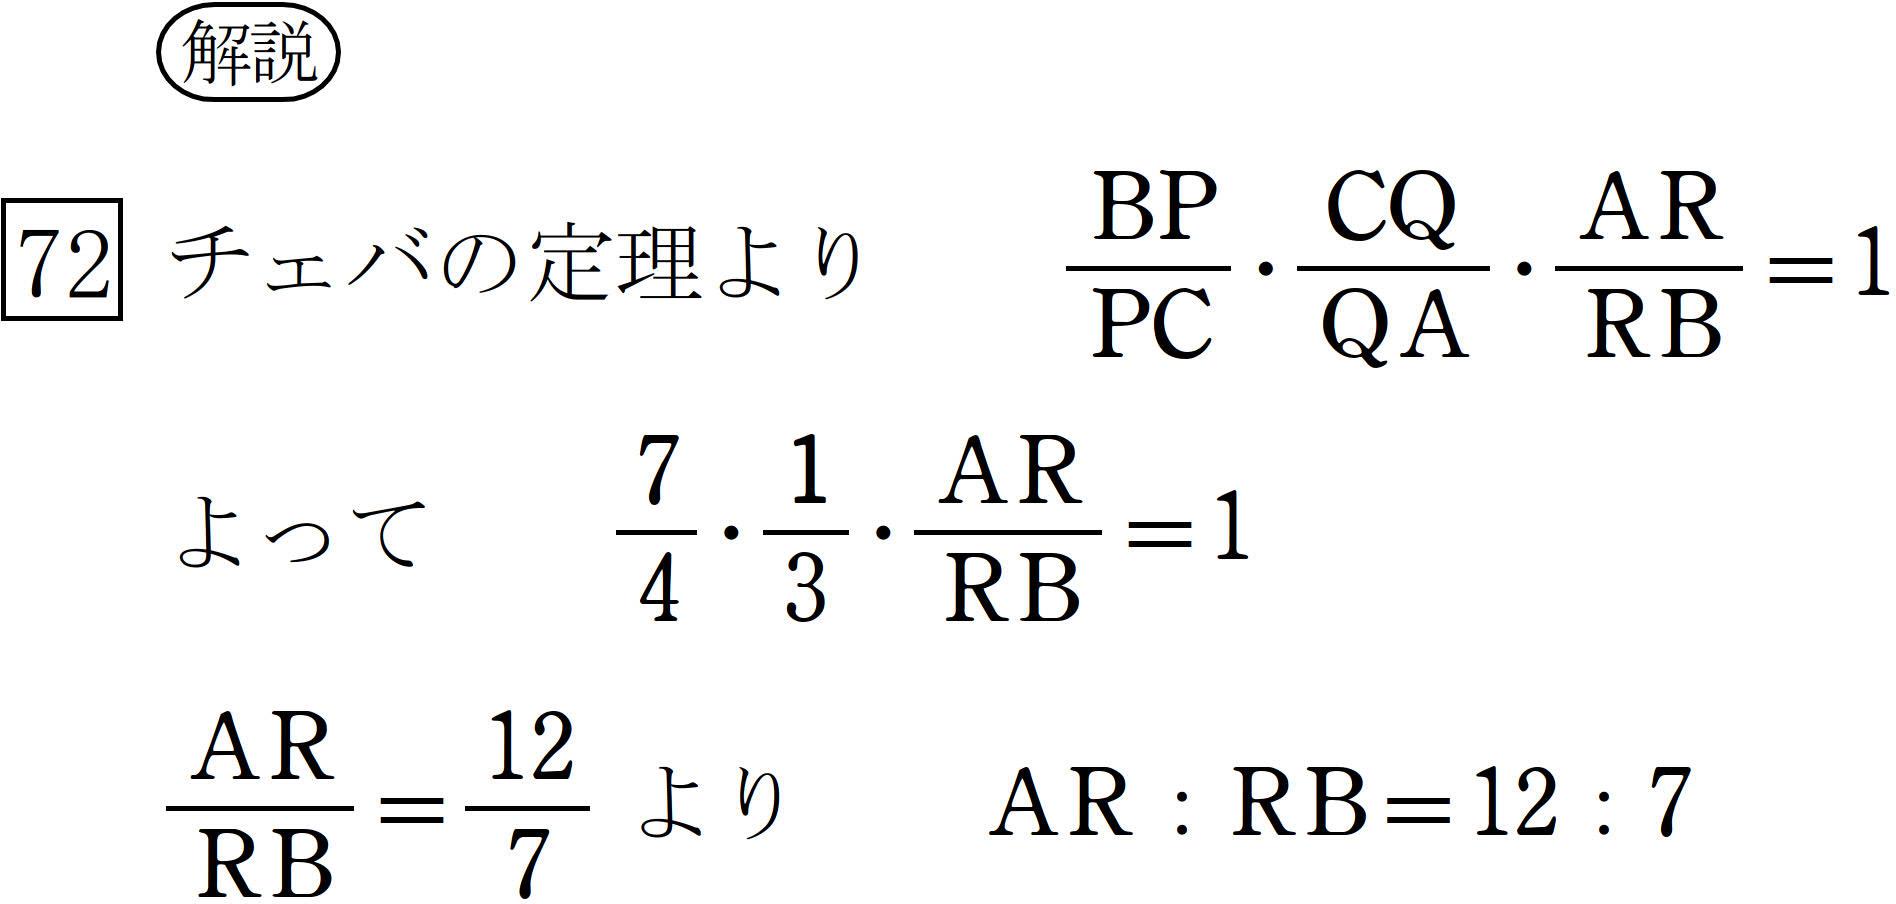 解説
72 チェバの定理より BP/PC・CQ/QA・AR/RB=1
よって 7/4・1/3・AR/RB=1
AR/RB=12/7 より AR:RB=12:7